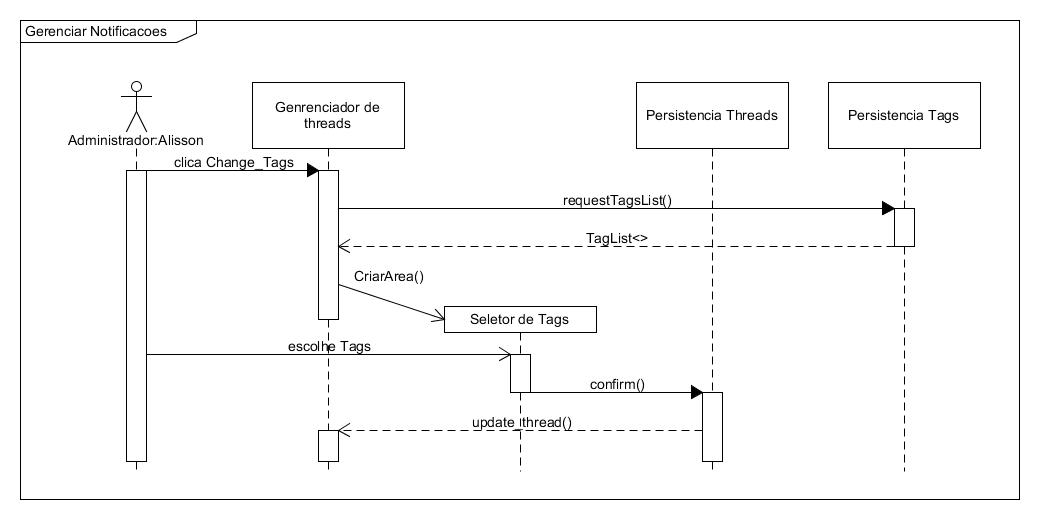 Gerenciar Notificacoes
Genrenciador de
threads
Persistencia Threads
Persistencia Tags
Administrador:Alisson
clica Change_Tags
requestTagsList()
TagList<>
CriarArea()
Seletor de Tags
escolhe Tags
confirm()
update_thread()